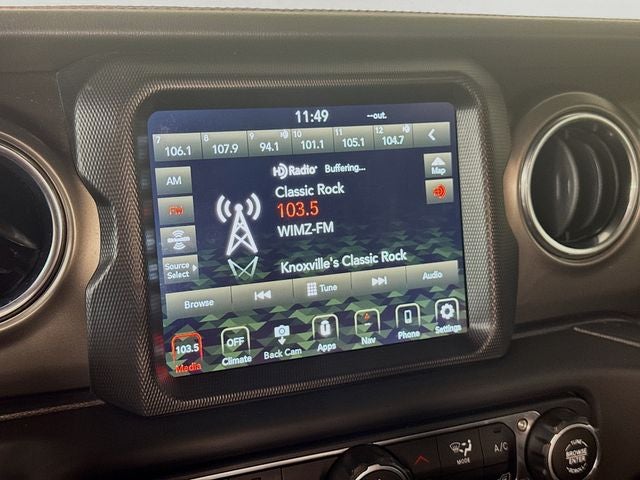 11:49 --out.
7 106.1 8 107.9 9 94.1 10 101.1 11 105.1 12 104.7
AM HD Radio Buffering... Map
Classic Rock
FM 103.5
WIMZ-FM
Source Select
Knoxville's Classic Rock
Browse Tune Audio
103.5 OFF
Media Climate Back Cam Apps Nav Phone Settings
MODE A/C
TUNE
BROWSE
ENTER